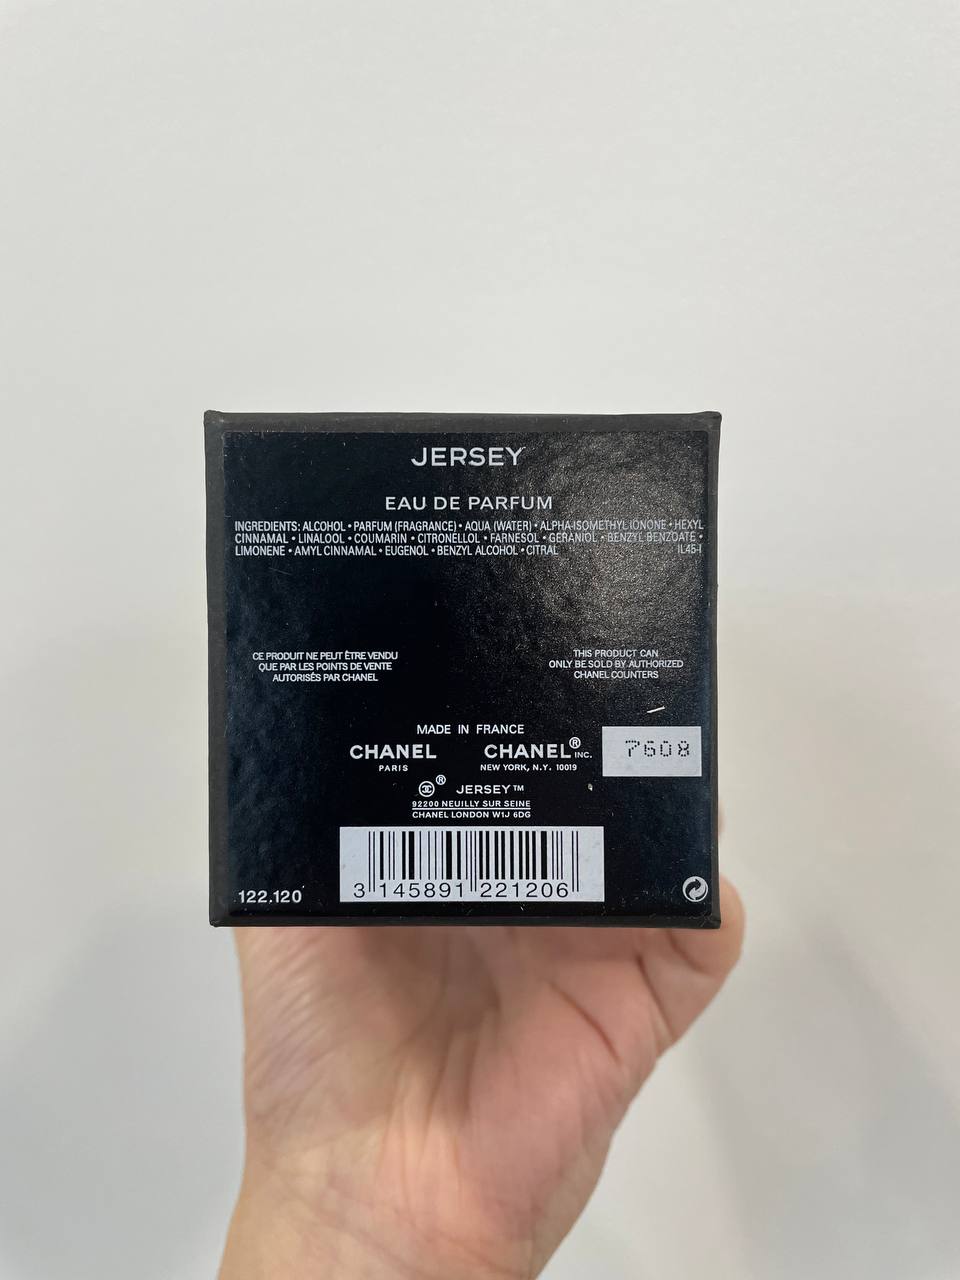 JERSEY
EAU DE PARFUM
INGREDIENTS: ALCOHOL • PARFUM (FRAGRANCE) • AQUA (WATER) • ALPHA-ISOMETHYL IONONE • HEXYL
CINNAMAL • LINALOOL • COUMARIN • CITRONELLOL • FARNESOL • GERANIOL • BENZYL BENZOATE •
LIMONENE • AMYL CINNAMAL • EUGENOL • BENZYL ALCOHOL • CITRAL IL45-1
CE PRODUIT NE PEUT ÊTRE VENDU
QUE PAR LES POINTS DE VENTE
AUTORISÉS PAR CHANEL
THIS PRODUCT CAN
ONLY BE SOLD BY AUTHORIZED
CHANEL COUNTERS
MADE IN FRANCE
CHANEL CHANEL® INC.
PARIS NEW YORK, N.Y. 10019
7608
® JERSEY™
92200 NEUILLY SUR SEINE
CHANEL LONDON W1J 6DG
3 145891 221206
122.120